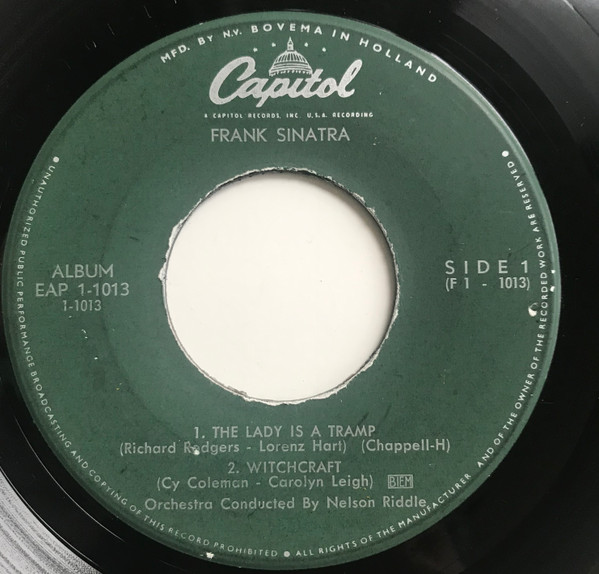 MFD. BY N.V. BOVEMA IN HOLLAND
Capitol
A CAPITOL RECORDS, INC. U.S.A. RECORDING
FRANK SINATRA
ALBUM
EAP 1-1013
1-1013
SIDE 1
(F 1 - 1013)
1. THE LADY IS A TRAMP
(Richard Rodgers - Lorenz Hart) (Chappell-H)
2. WITCHCRAFT
(Cy Coleman - Carolyn Leigh) BIEM
Orchestra Conducted By Nelson Riddle
UNAUTHORIZED PUBLIC PERFORMANCE BROADCASTING AND COPYING OF THIS RECORD PROHIBITED ● ALL RIGHTS OF THE MANUFACTURER AND OF THE OWNER OF THE RECORDED WORK ARE RESERVED ●